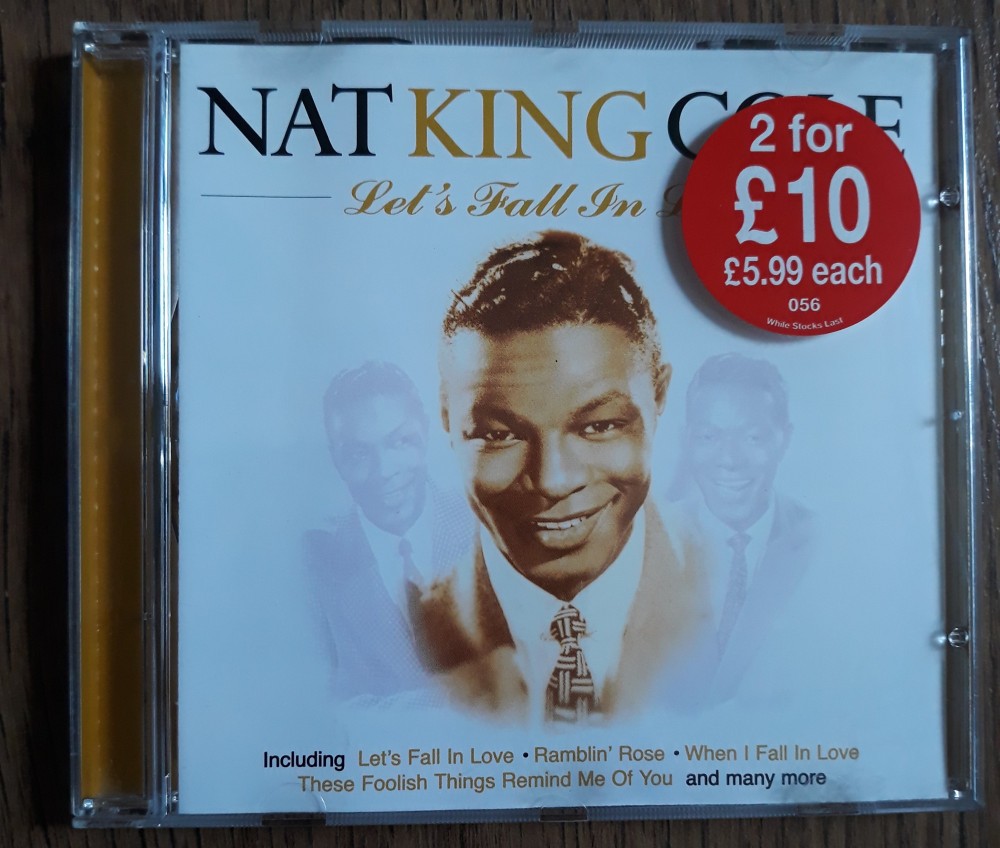 NAT KING COLE
Let's Fall In
2 for
£10
£5.99 each
056
While Stocks Last
Including Let's Fall In Love • Ramblin' Rose • When I Fall In Love
These Foolish Things Remind Me Of You and many more